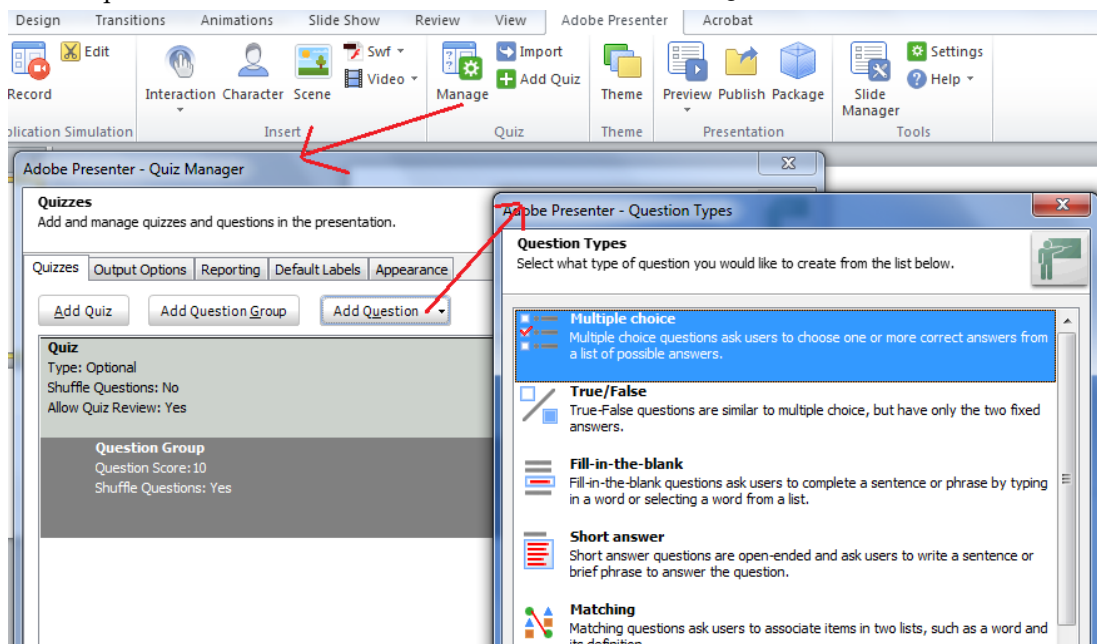 Design Transitions Animations Slide Show Review View Adobe Presenter Acrobat
Edit Swf Import Settings
Video Add Quiz Help
Record Interaction Character Scene Manage Theme Preview Publish Package Slide
Manager
Simulation Insert Quiz Theme Presentation Tools
Adobe Presenter - Quiz Manager
Quizzes
Add and manage quizzes and questions in the presentation.
Quizzes Output Options Reporting Default Labels Appearance
Add Quiz Add Question Group Add Question
Quiz
Type: Optional
Shuffle Questions: No
Allow Quiz Review: Yes
Question Group
Question Score:10
Shuffle Questions: Yes
Adobe Presenter - Question Types
Question Types
Select what type of question you would like to create from the list below.
Multiple choice
Multiple choice questions ask users to choose one or more correct answers from
a list of possible answers.
True/False
True-False questions are similar to multiple choice, but have only the two fixed
answers.
Fill-in-the-blank
Fill-in-the-blank questions ask users to complete a sentence or phrase by typing
in a word or selecting a word from a list.
Short answer
Short answer questions are open-ended and ask users to write a sentence or
brief phrase to answer the question.
Matching
Matching questions ask users to associate items in two lists, such as a word and
its definition